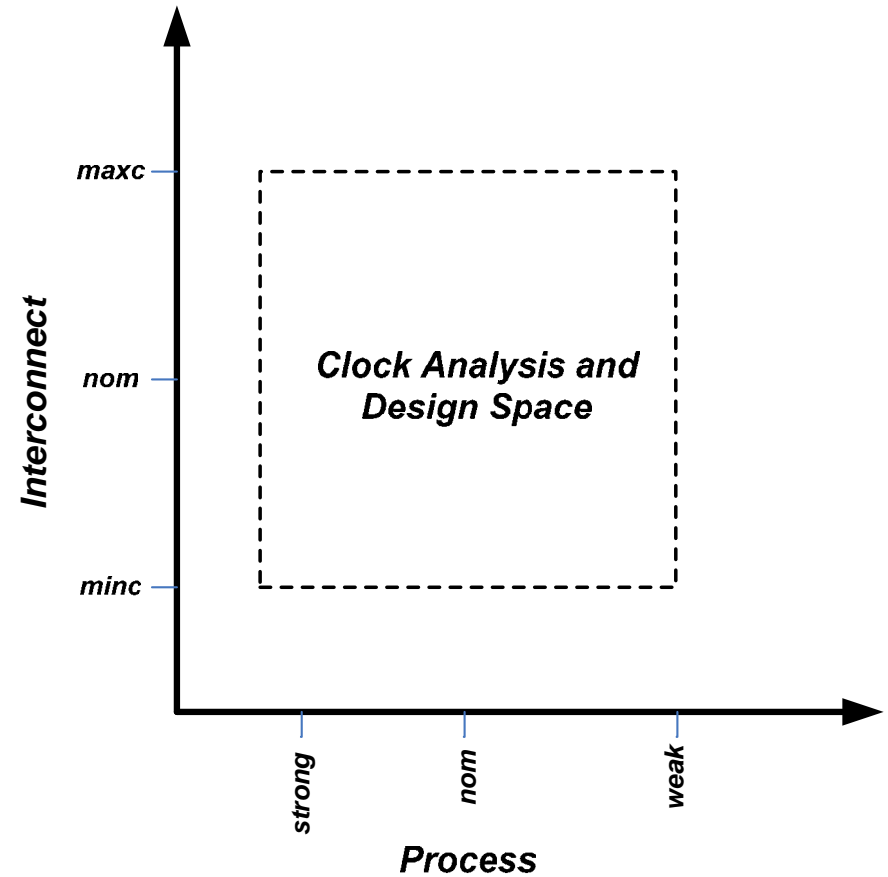 maxc
Interconnect
nom
Clock Analysis and
Design Space
minc
strong
nom
weak
Process